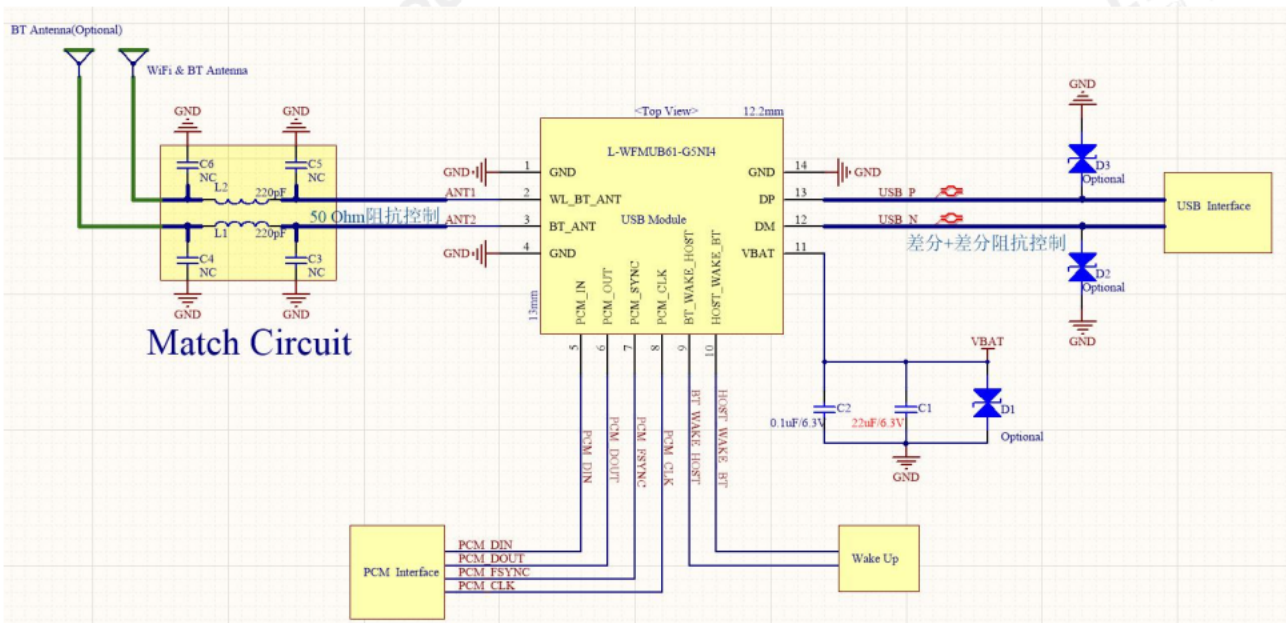 BT Antenna(Optional)
WiFi & BT Antenna
GND
GND
C6
NC
C5
NC
L2
220pF
50 Ohm阻抗控制
L1
220pF
C4
NC
C3
NC
GND
GND
Match Circuit
ANT1
ANT2
GND
GND
1
2
3
4
<Top View>
12.2mm
13mm
L-WFMUB61-G5NI4
USB Module
GND
WL_BT_ANT
BT_ANT
GND
GND
DP
DM
VBAT
PCM_IN
PCM_OUT
PCM_SYNC
PCM_CLK
BT_WAKE_HOST
HOST_WAKE_BT
5
6
7
8
9
10
14
13
12
11
GND
USB_P
USB_N
差分+差分阻抗控制
GND
D3
Optional
D2
Optional
GND
USB Interface
VBAT
C2
0.1uF/6.3V
C1
22uF/6.3V
D1
Optional
GND
PCM_DIN
PCM_DOUT
PCM_FSYNC
PCM_CLK
BT_WAKE_HOST
HOST_WAKE_BT
PCM Interface
PCM_DIN
PCM_DOUT
PCM_FSYNC
PCM_CLK
Wake Up